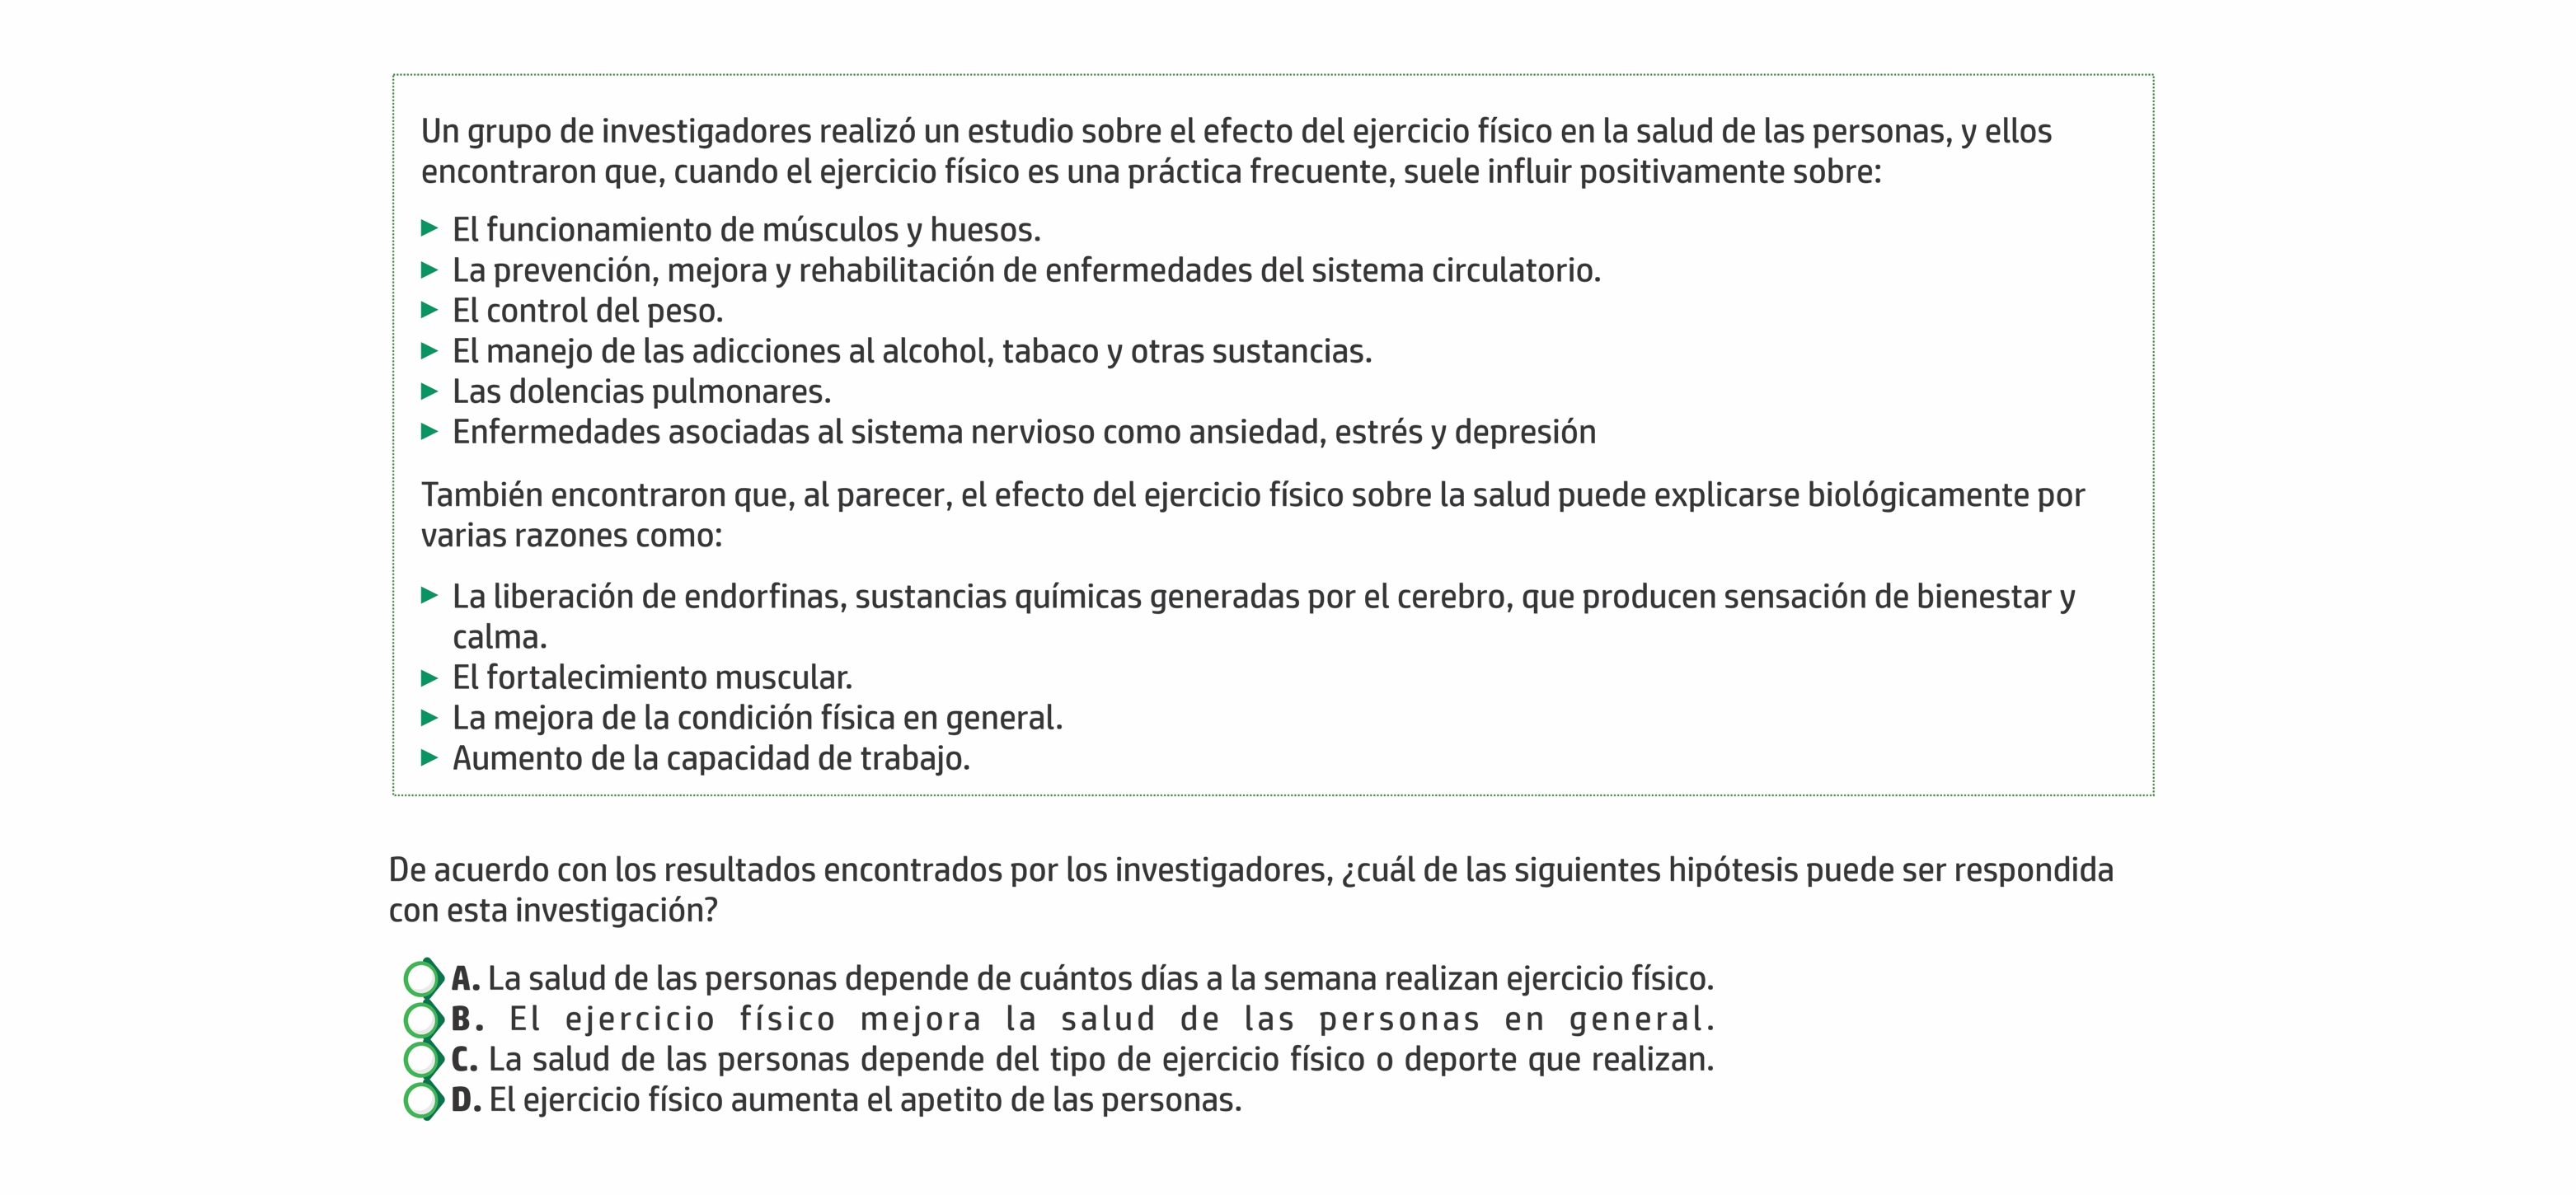 Un grupo de investigadores realizó un estudio sobre el efecto del ejercicio físico en la salud de las personas, y ellos
encontraron que, cuando el ejercicio físico es una práctica frecuente, suele influir positivamente sobre:
► El funcionamiento de músculos y huesos.
► La prevención, mejora y rehabilitación de enfermedades del sistema circulatorio.
► El control del peso.
► El manejo de las adicciones al alcohol, tabaco y otras sustancias.
► Las dolencias pulmonares.
► Enfermedades asociadas al sistema nervioso como ansiedad, estrés y depresión
También encontraron que, al parecer, el efecto del ejercicio físico sobre la salud puede explicarse biológicamente por
varias razones como:
► La liberación de endorfinas, sustancias químicas generadas por el cerebro, que producen sensación de bienestar y
calma.
► El fortalecimiento muscular.
► La mejora de la condición física en general.
► Aumento de la capacidad de trabajo.
De acuerdo con los resultados encontrados por los investigadores, ¿cuál de las siguientes hipótesis puede ser respondida
con esta investigación?
A. La salud de las personas depende de cuántos días a la semana realizan ejercicio físico.
B. El ejercicio físico mejora la salud de las personas en general.
C. La salud de las personas depende del tipo de ejercicio físico o deporte que realizan.
D. El ejercicio físico aumenta el apetito de las personas.